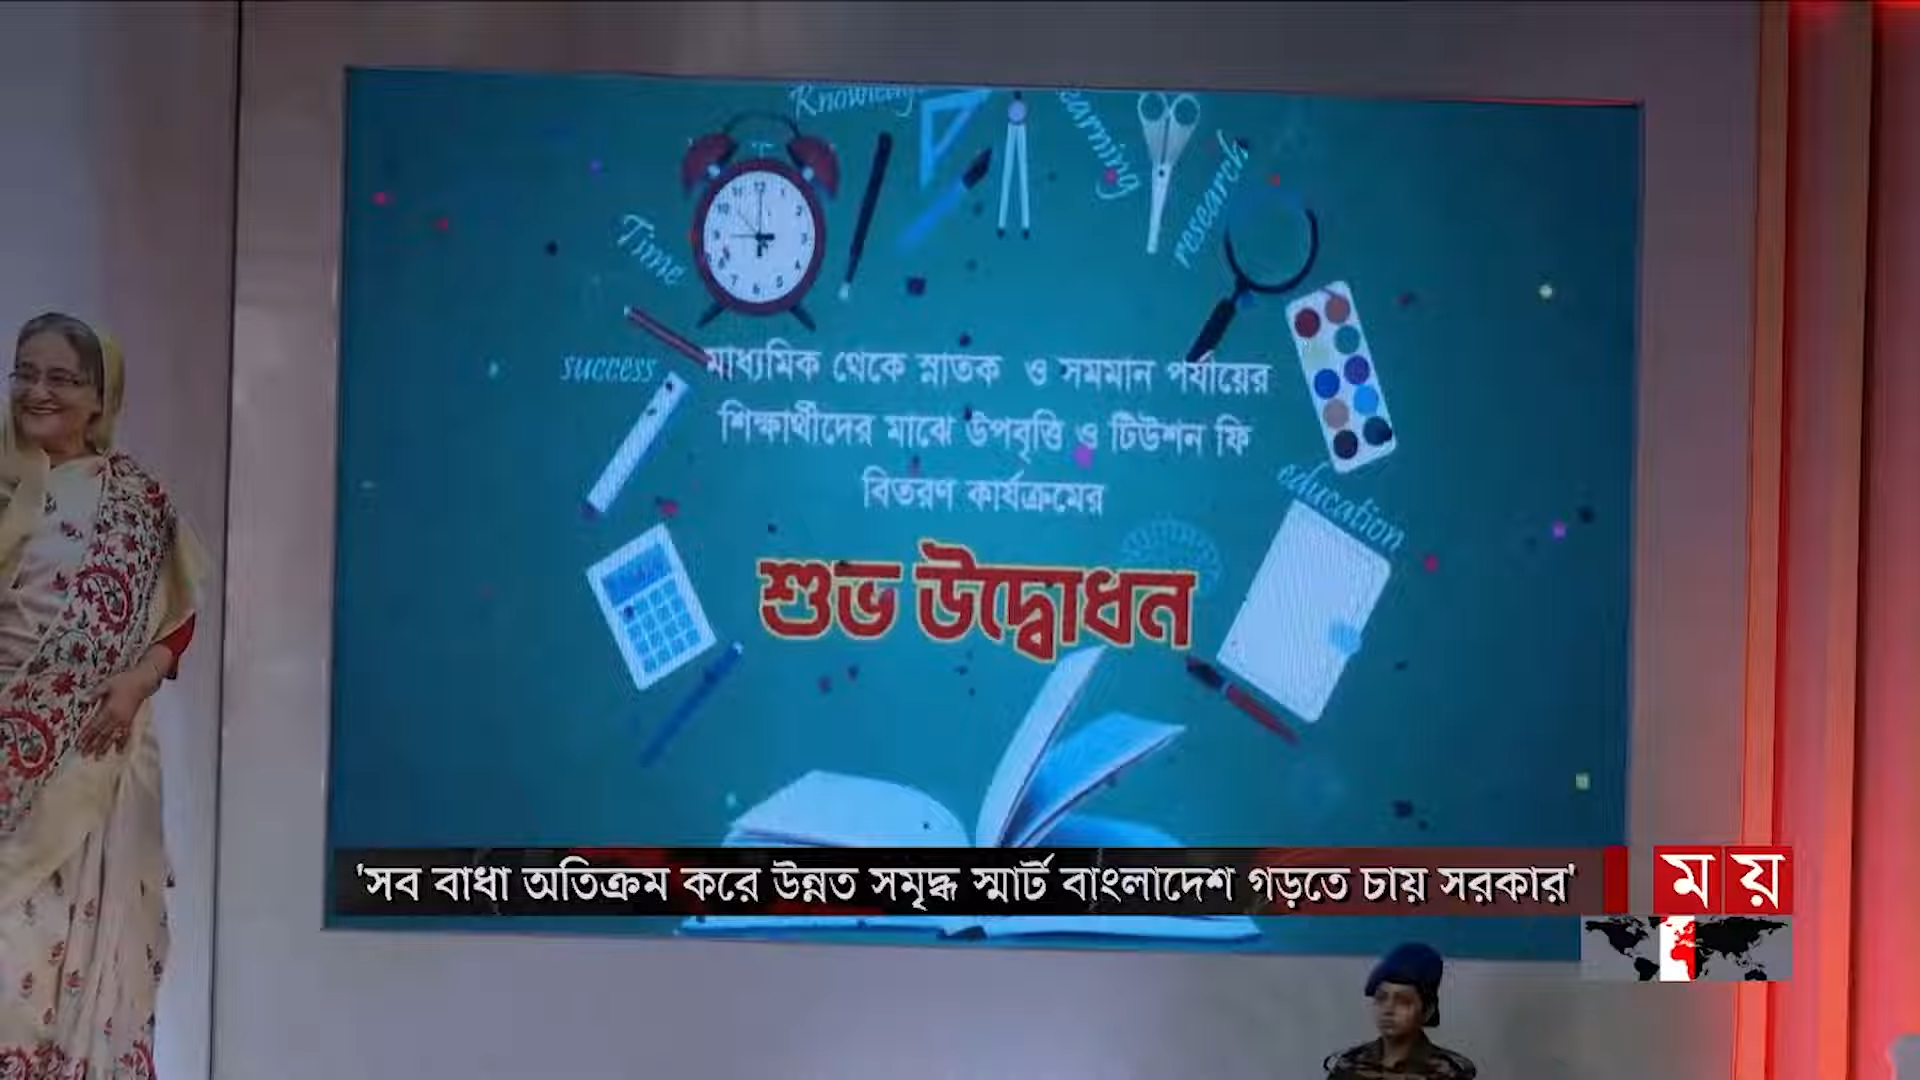 Knowledge
learning
research
Time
success
মাধ্যমিক থেকে স্নাতক ও সমমান পর্যায়ের
শিক্ষার্থীদের মাঝে উপবৃত্তি ও টিউশন ফি
বিতরণ কার্যক্রমের
education
শুভ উদ্বোধন
'সব বাধা অতিক্রম করে উন্নত সমৃদ্ধ স্মার্ট বাংলাদেশ গড়তে চায় সরকার'
সময়